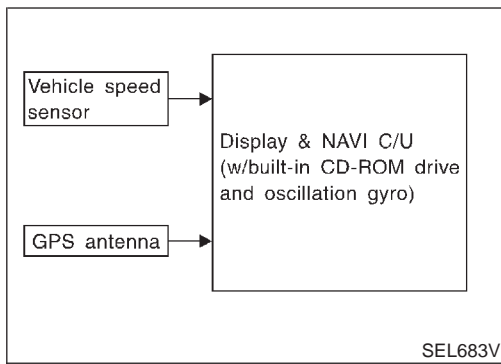 Vehicle speed
sensor
Display & NAVI C/U
(w/built-in CD-ROM drive
and oscillation gyro)
GPS antenna
SEL683V